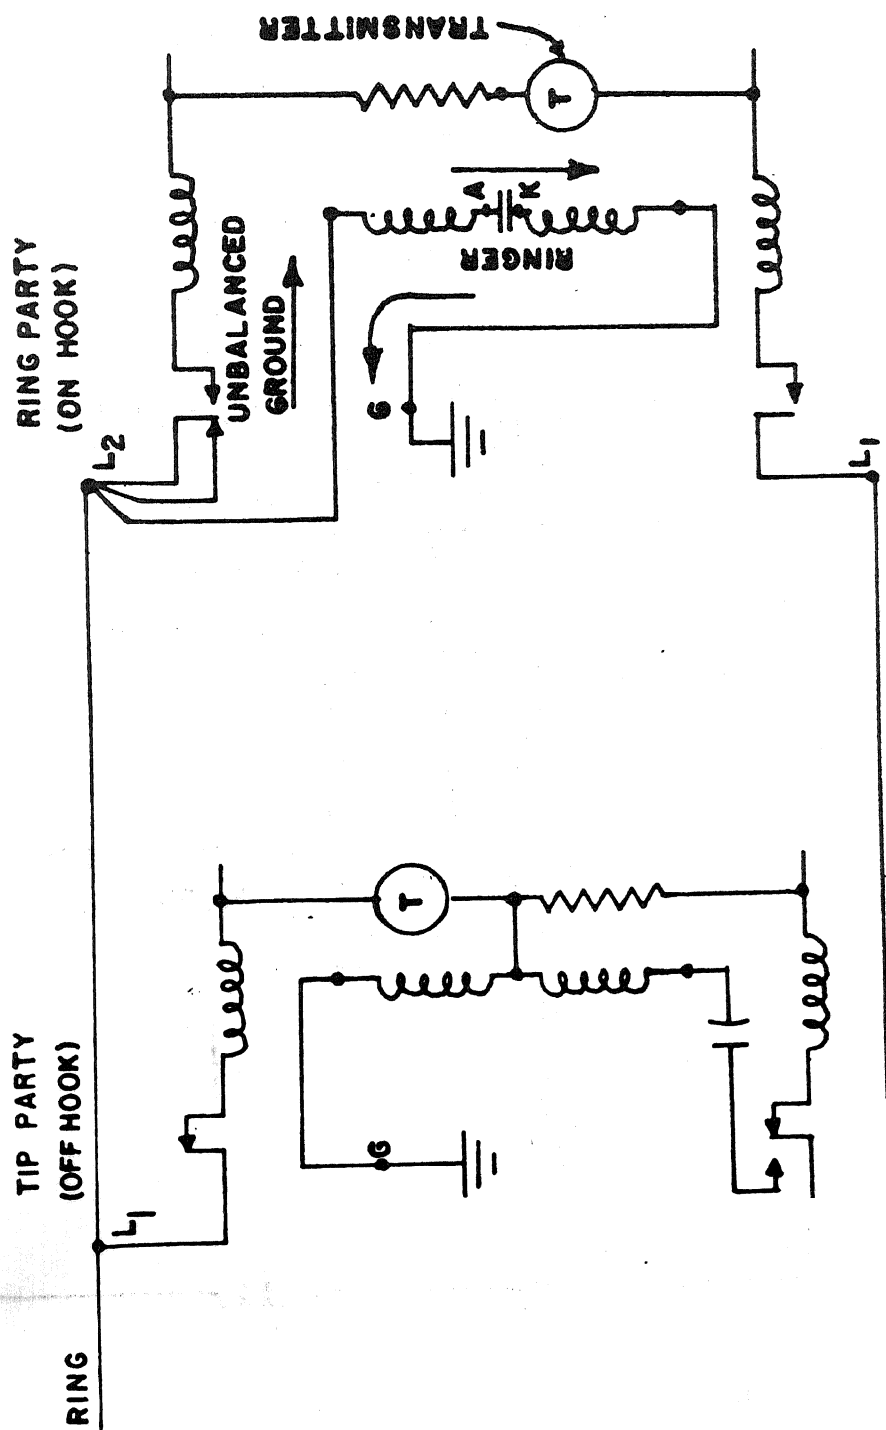 RING PARTY
(ON HOOK)
TRANSMITTER
T
L2
UNBALANCED
GROUND
A
K
RINGER
G
L1
TIP PARTY
(OFF HOOK)
T
L1
G
RING